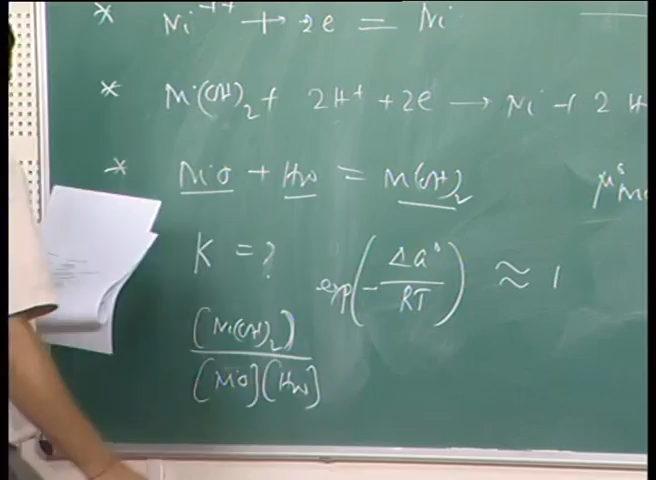 * Ni++ + 2e = Ni
* Ni(OH)2 + 2H+ + 2e → Ni + 2 H
* NiO + H2O = Ni(OH)2 μ°
K = ? exp(-ΔG°/RT) ≈ 1
(Ni(OH)2)
[NiO][H2O]